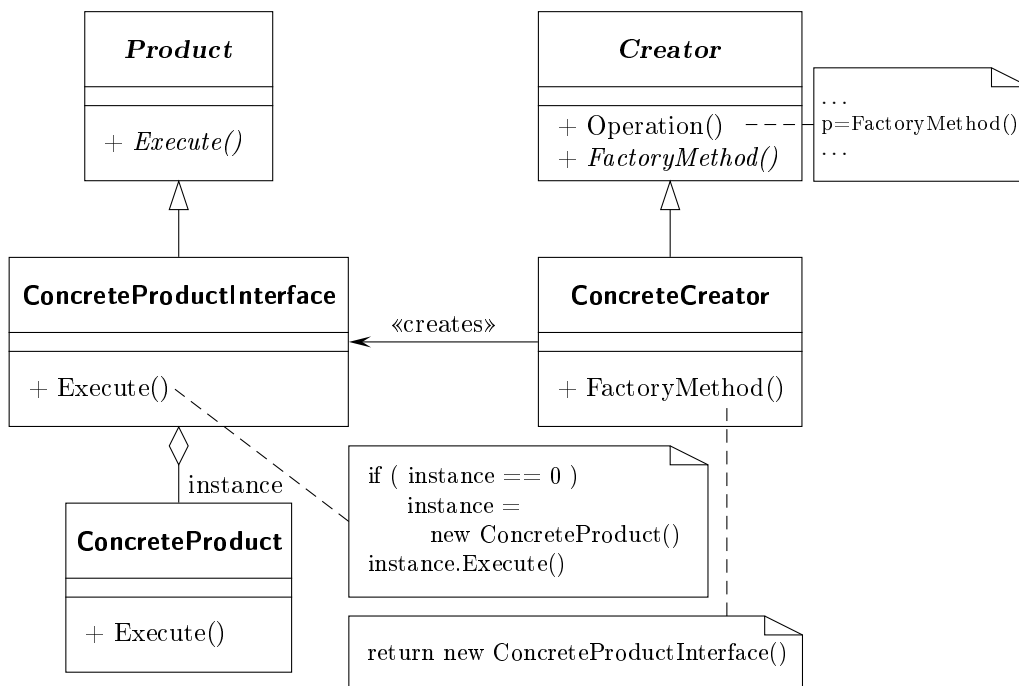 Product
+ Execute()
Creator
+ Operation()
+ FactoryMethod()
...
p=FactoryMethod()
...
ConcreteProductInterface
+ Execute()
«creates»
ConcreteCreator
+ FactoryMethod()
instance
ConcreteProduct
+ Execute()
if ( instance == 0 )
instance =
new ConcreteProduct()
instance.Execute()
return new ConcreteProductInterface()